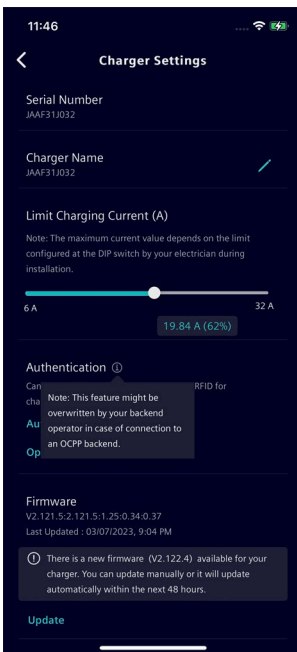 11:46
Charger Settings
Serial Number
JAAF31J032
Charger Name
JAAF31J032
Limit Charging Current (A)
Note: The maximum current value depends on the limit
configured at the DIP switch by your electrician during
installation.
6 A
32 A
19.84 A (62%)
Authentication
RFID for
Note: This feature might be
overwritten by your backend
operator in case of connection to
an OCPP backend.
Firmware
V2.121.5:2.121.5:1.25:0.34:0.37
Last Updated : 03/07/2023, 9:04 PM
There is a new firmware (V2.122.4) available for your
charger. You can update manually or it will update
automatically within the next 48 hours.
Update